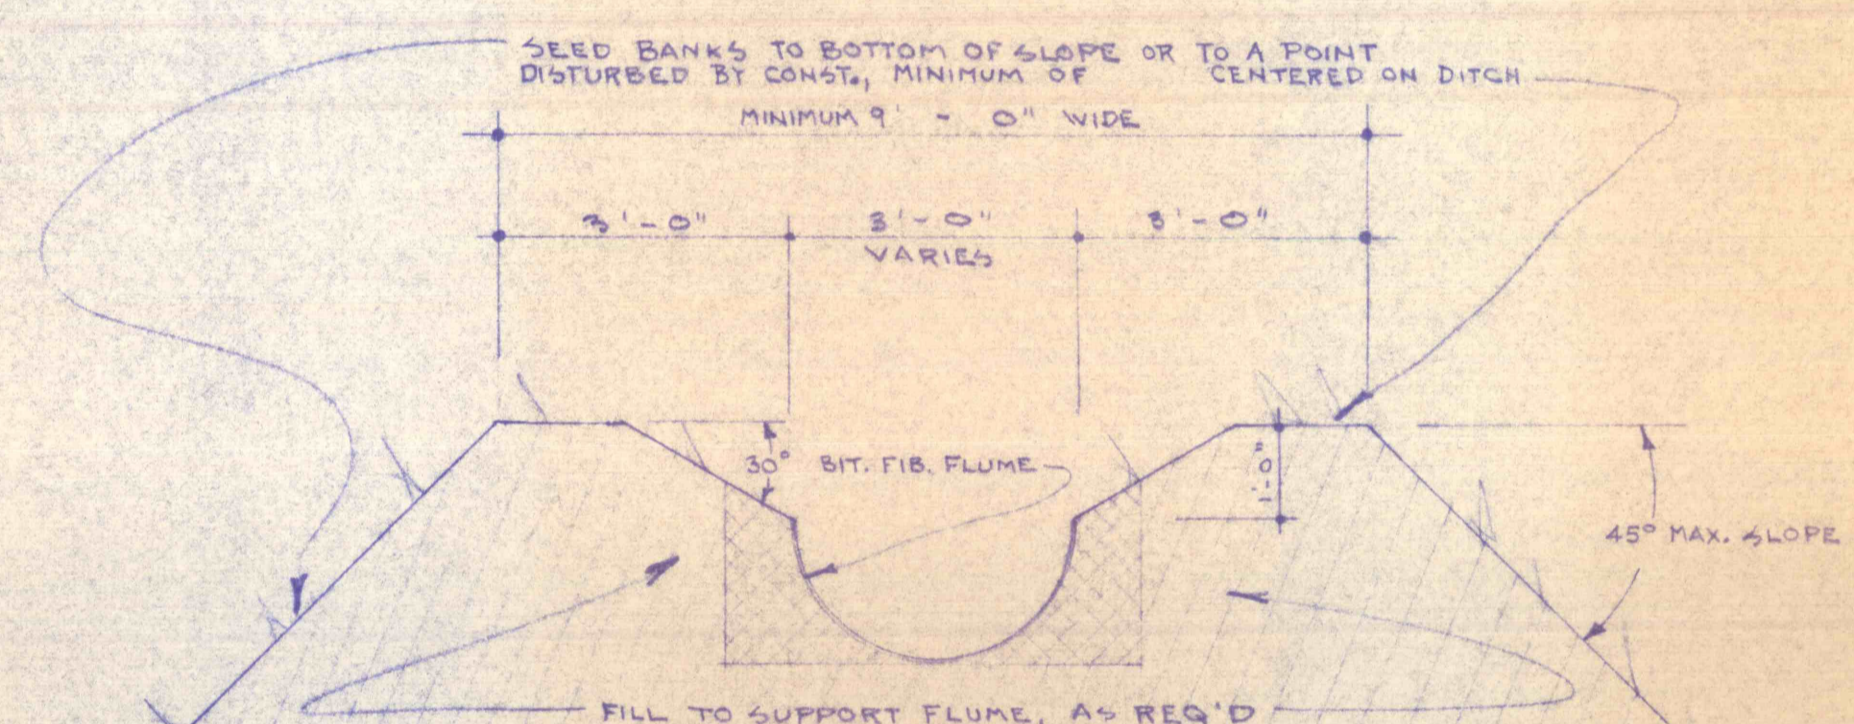 SEED BANKS TO BOTTOM OF SLOPE OR TO A POINT
DISTURBED BY CONST., MINIMUM OF CENTERED ON DITCH
MINIMUM 9' - 0" WIDE
3'-0" 3'-0" 3'-0"
VARIES
30° BIT. FIB. FLUME
1'-0"
45° MAX. SLOPE
FILL TO SUPPORT FLUME, AS REQ'D